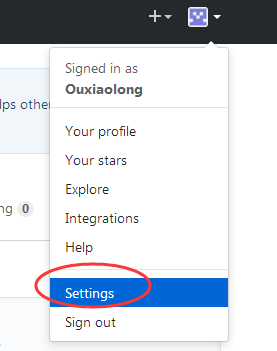 Signed in as
Ouxiaolong
lps other
Your profile
Your stars
Explore
ng 0
Integrations
Help
Settings
Sign out